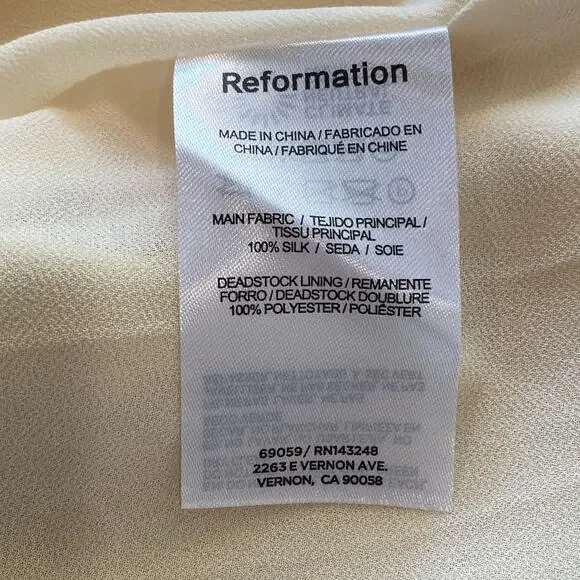 Reformation
MADE IN CHINA / FABRICADO EN
CHINA / FABRIQUÉ EN CHINE
MAIN FABRIC / TEJIDO PRINCIPAL /
TISSU PRINCIPAL
100% SILK / SEDA / SOIE
DEADSTOCK LINING / REMANENTE
FORRO / DEADSTOCK DOUBLURE
100% POLYESTER / POLIÉSTER
69059 / RN143248
2263 E VERNON AVE.
VERNON, CA 90058